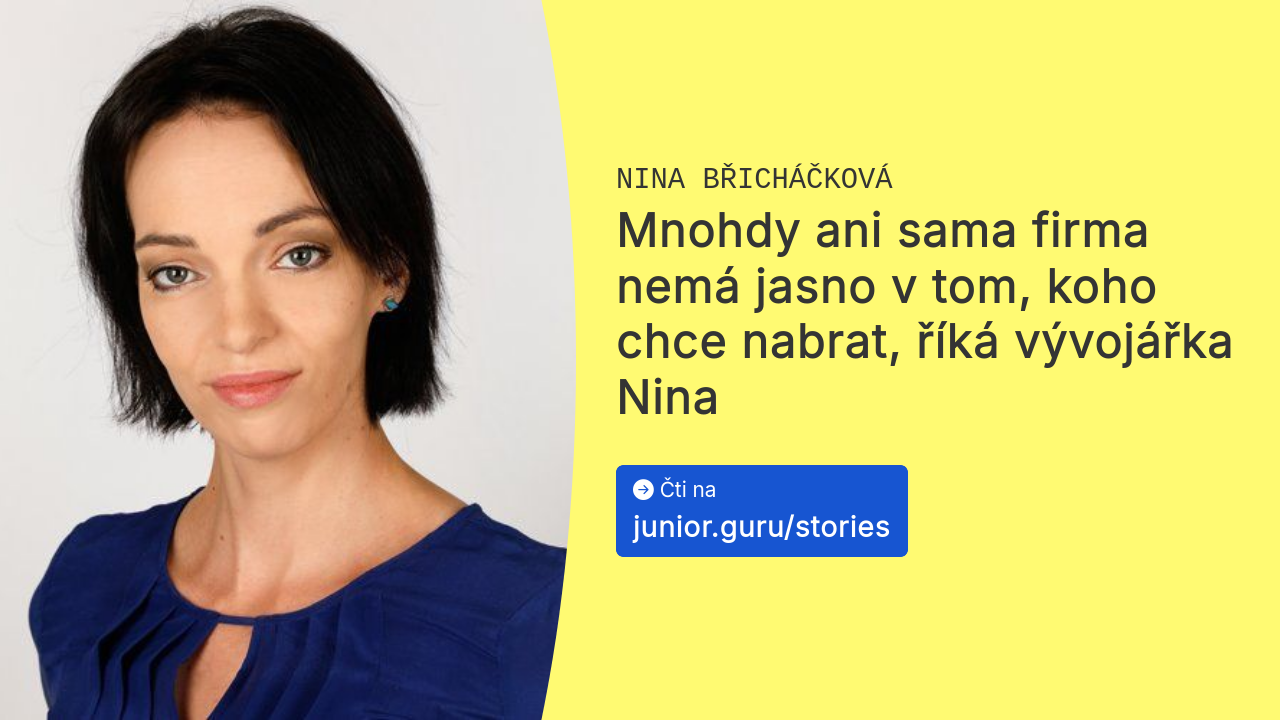 NINA BŘICHÁČKOVÁ
Mnohdy ani sama firma
nemá jasno v tom, koho
chce nabrat, říká vývojářka
Nina
Čti na
junior.guru/stories